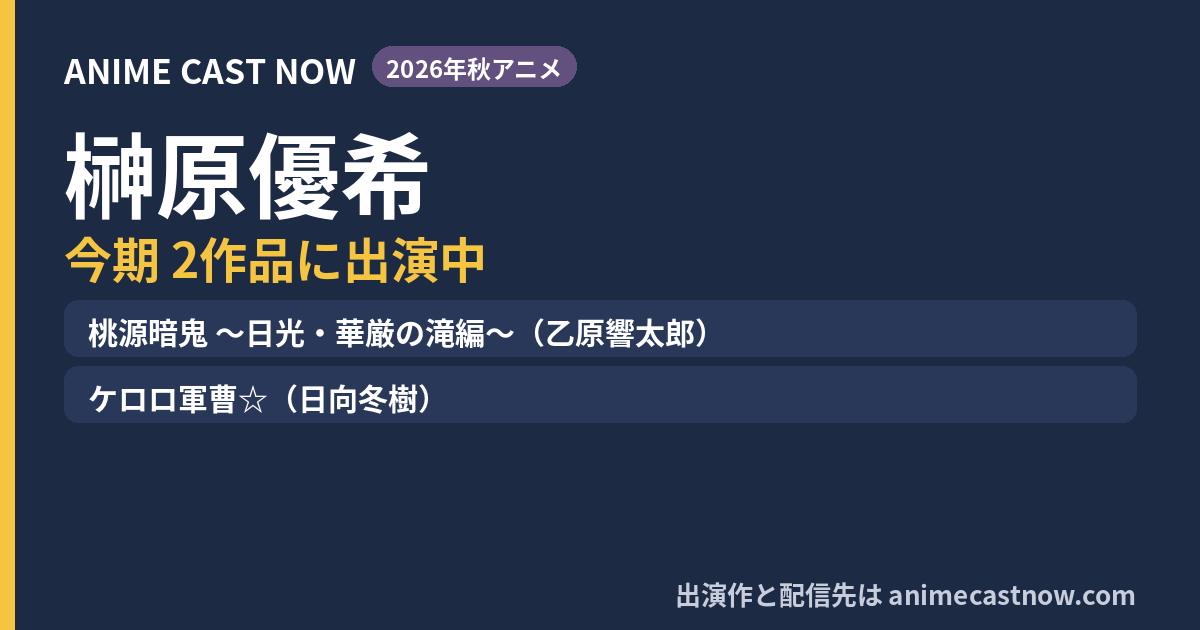 ANIME CAST NOW 2026年秋アニメ
榊原優希
今期 2作品に出演中
桃源暗鬼 〜日光・華厳の滝編〜（乙原響太郎）
ケロロ軍曹☆（日向冬樹）
出演作と配信先は animecastnow.com